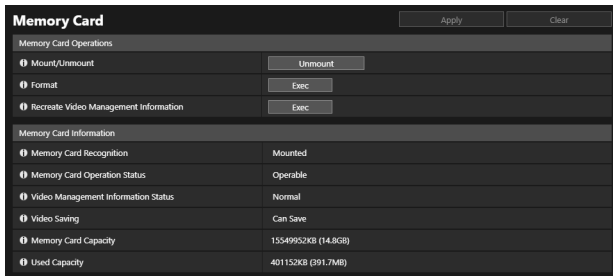 Memory Card
Apply
Clear
Memory Card Operations
Mount/Unmount
Unmount
Format
Exec
Recreate Video Management Information
Exec
Memory Card Information
Memory Card Recognition
Mounted
Memory Card Operation Status
Operable
Video Management Information Status
Normal
Video Saving
Can Save
Memory Card Capacity
15549952KB (14.8GB)
Used Capacity
401152KB (391.7MB)